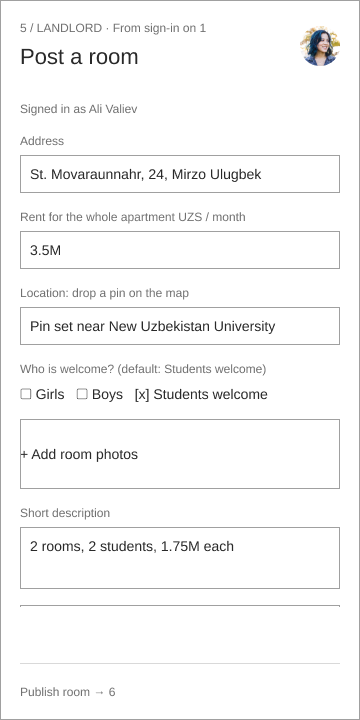 5 / LANDLORD · From sign-in on 1
Post a room
Signed in as Ali Valiev
Address
St. Movaraunnahr, 24, Mirzo Ulugbek
Rent for the whole apartment UZS / month
3.5M
Location: drop a pin on the map
Pin set near New Uzbekistan University
Who is welcome? (default: Students welcome)
☐ Girls ☐ Boys [x] Students welcome
+ Add room photos
Short description
2 rooms, 2 students, 1.75M each
Publish room → 6